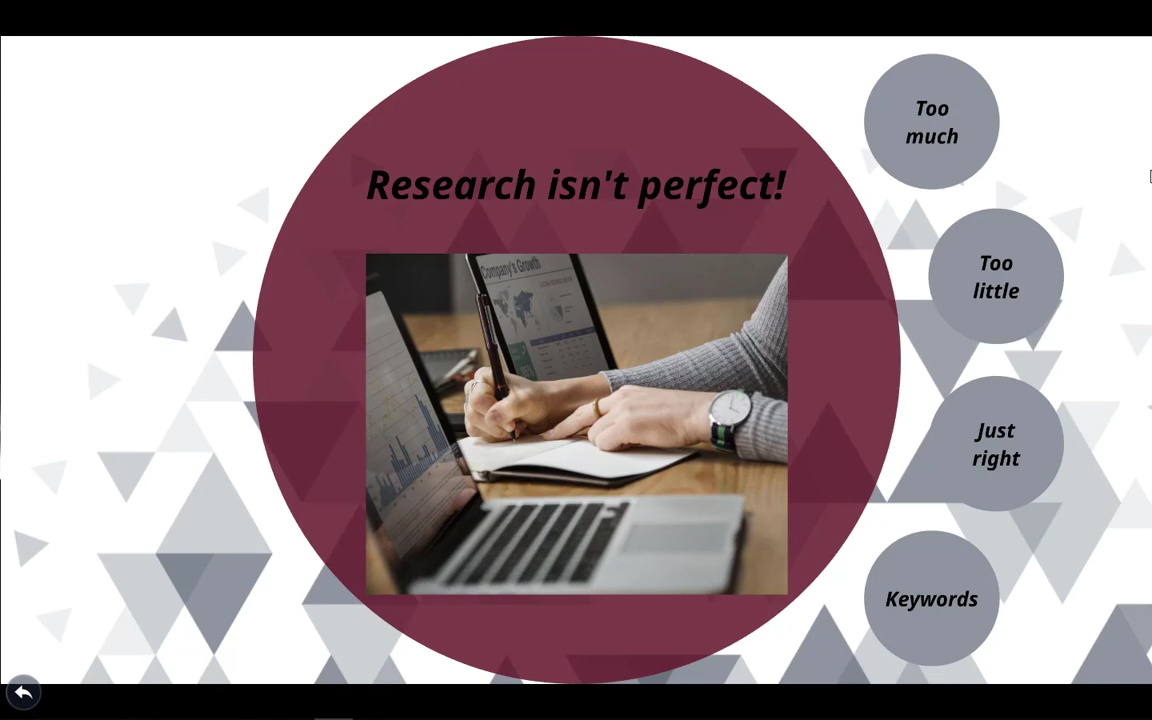 Research isn't perfect!
Company's Growth
Too
much
Too
little
Just
right
Keywords